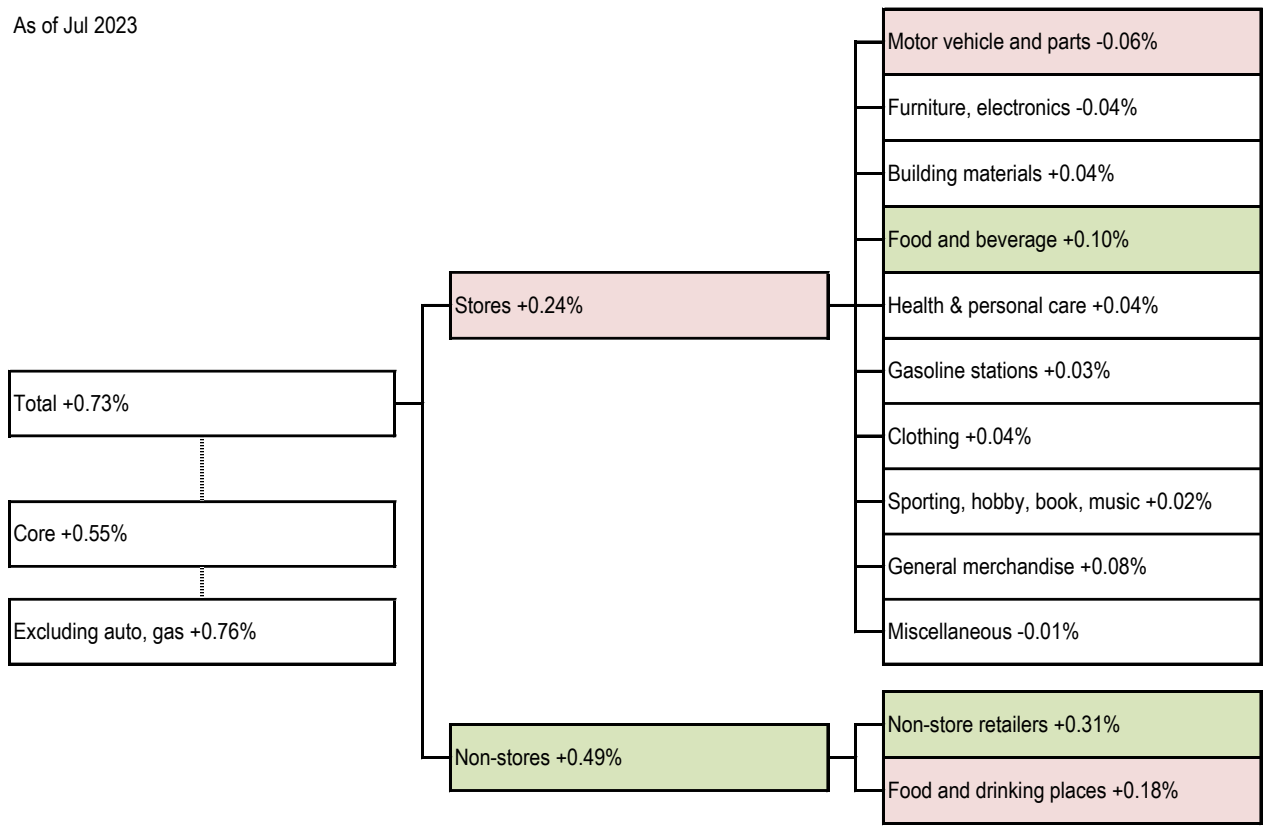 As of Jul 2023
Total +0.73%
Core +0.55%
Excluding auto, gas +0.76%
Stores +0.24%
Non-stores +0.49%
Motor vehicle and parts -0.06%
Furniture, electronics -0.04%
Building materials +0.04%
Food and beverage +0.10%
Health & personal care +0.04%
Gasoline stations +0.03%
Clothing +0.04%
Sporting, hobby, book, music +0.02%
General merchandise +0.08%
Miscellaneous -0.01%
Non-store retailers +0.31%
Food and drinking places +0.18%